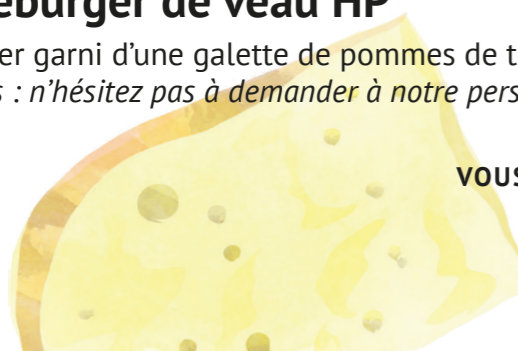 eburger de veau HP
er garni d’une galette de pommes de t
s : n’hésitez pas à demander à notre pers
VOUS